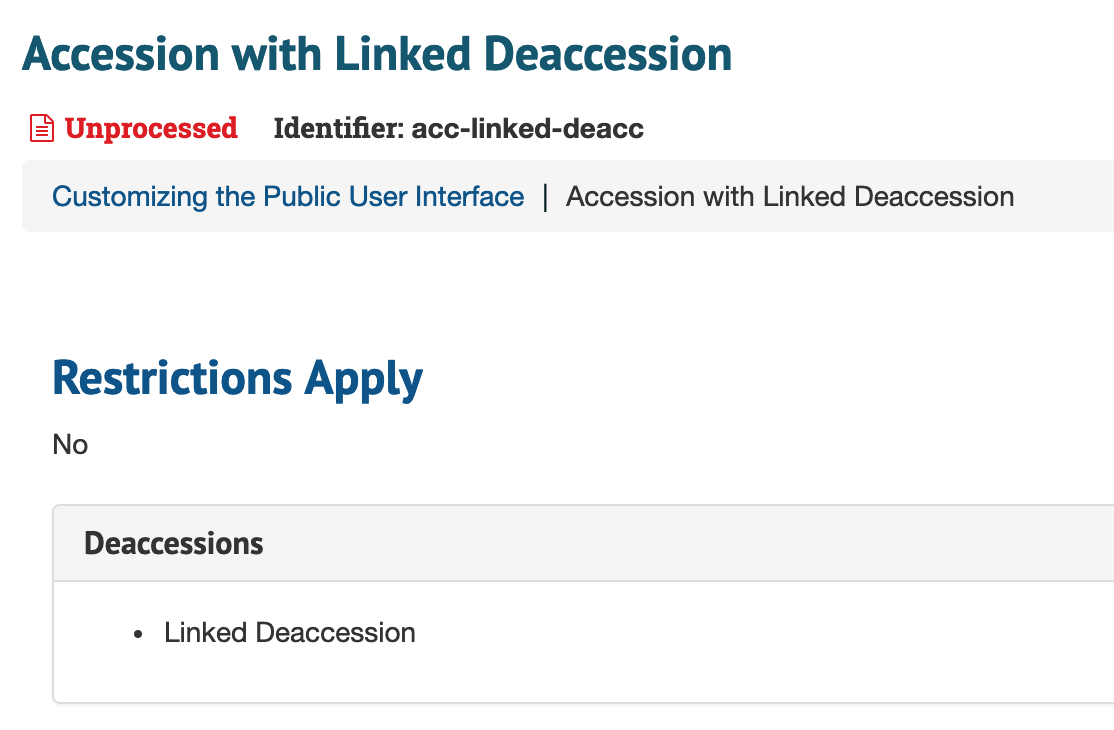 Accession with Linked Deaccession
Unprocessed Identifier: acc-linked-deacc
Customizing the Public User Interface | Accession with Linked Deaccession
Restrictions Apply
No
Deaccessions
• Linked Deaccession